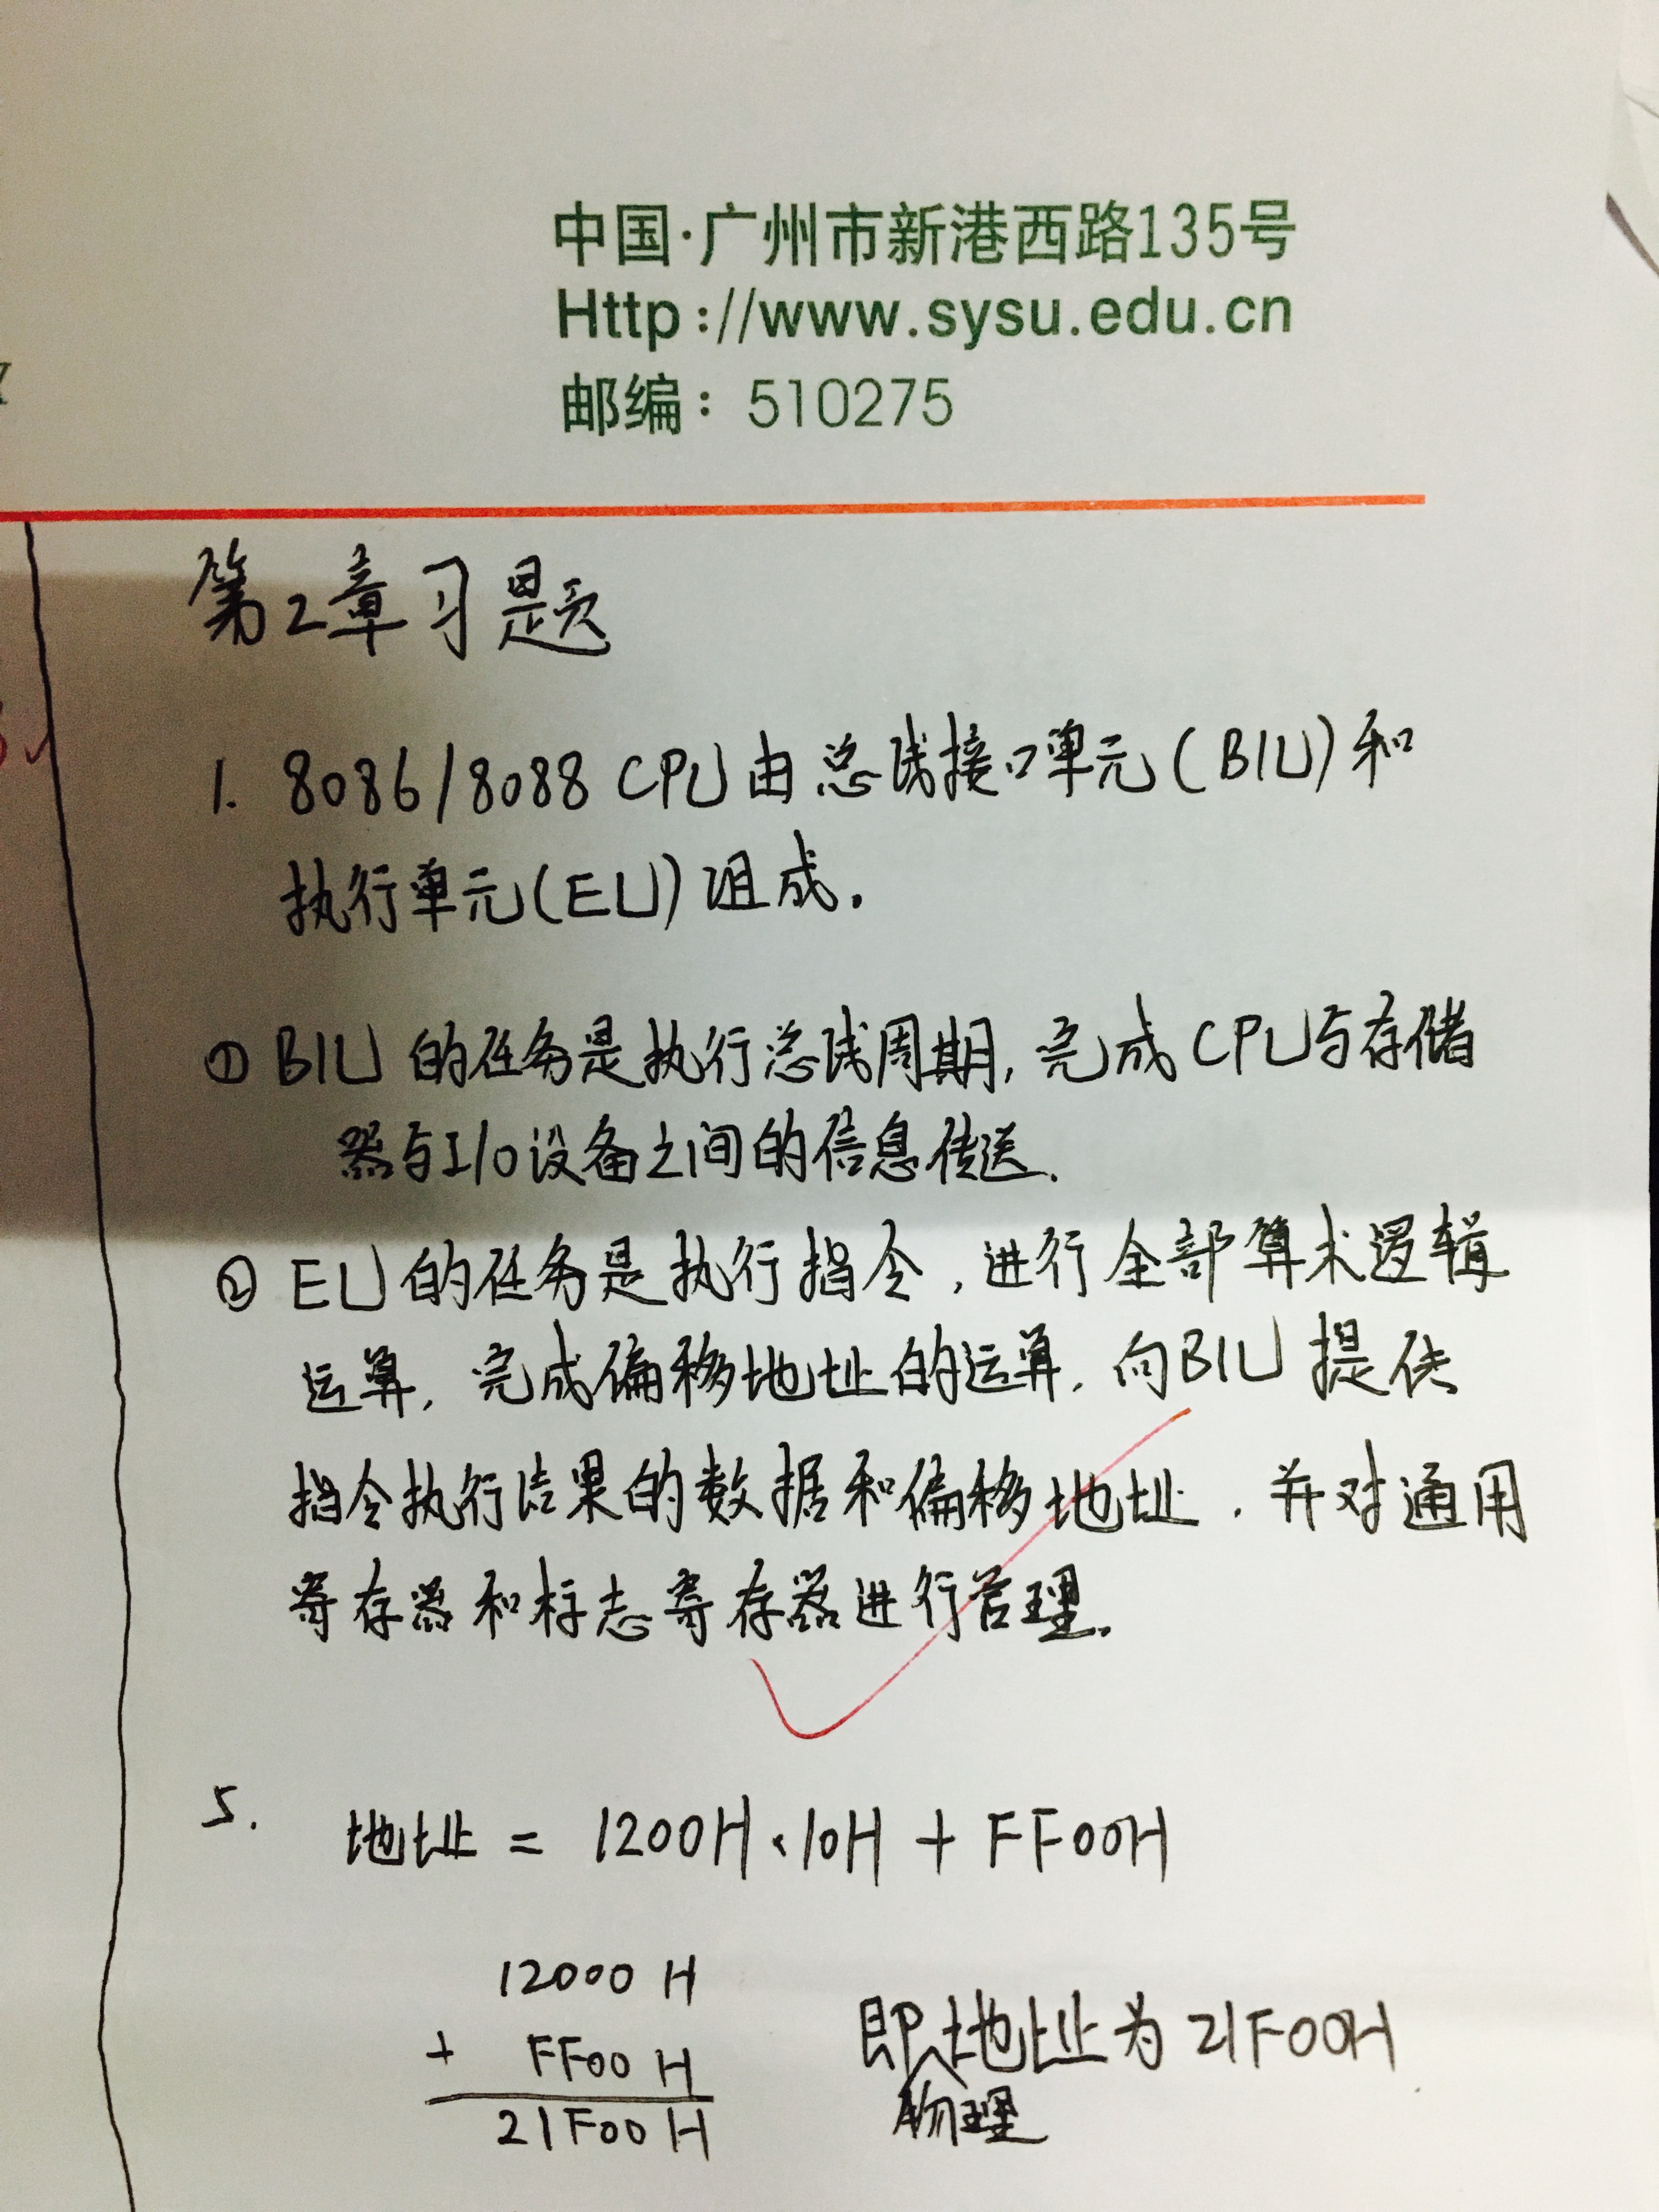 中国·广州市新港西路135号
Http://www.sysu.edu.cn
邮编：510275
第2章习题
1. 8086/8088 CPU由总线接口单元(BIU)和
执行单元(EU)组成.
① BIU的任务是执行总线周期,完成CPU与存储
器与I/O设备之间的信息传送.
② EU的任务是执行指令,进行全部算术逻辑
运算,完成偏移地址的运算,向BIU提供
指令执行结果的数据和偏移地址,并对通用
寄存器和标志寄存器进行管理.
5. 地址 = 1200H·10H + FF00H
12000 H
+ FF00 H 即物理地址为21F00H
21F00 H